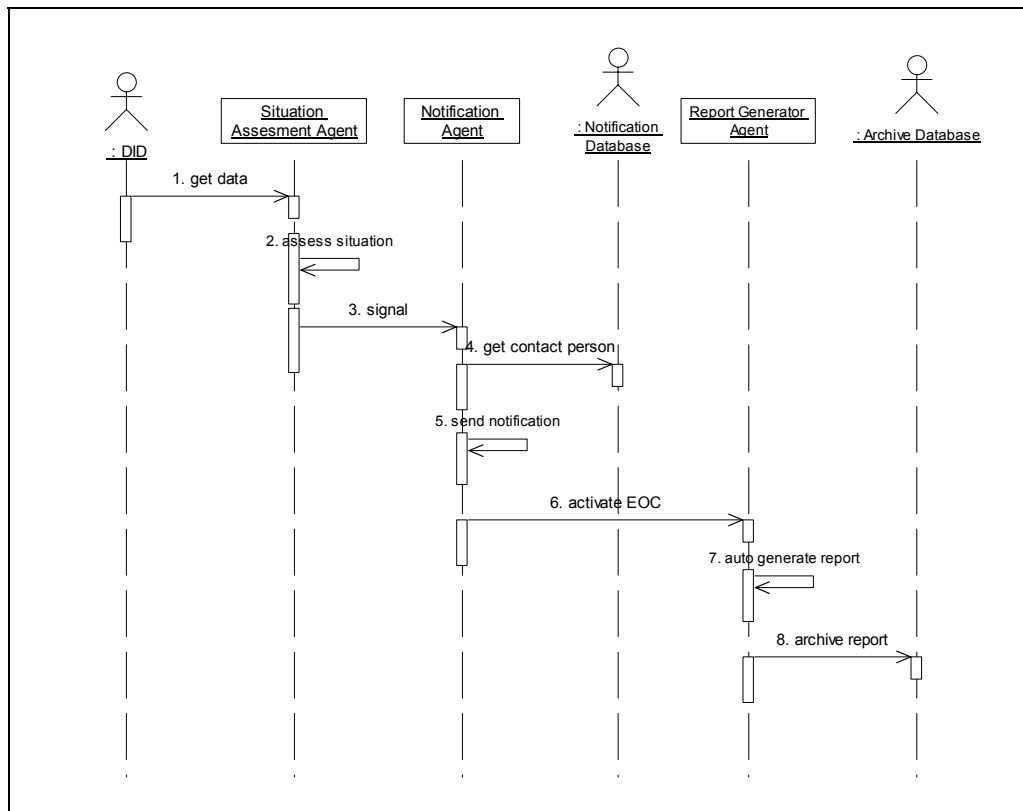 : DID
Situation
Assesment Agent
Notification
Agent
: Notification
Database
Report Generator
Agent
: Archive Database
1. get data
2. assess situation
3. signal
4. get contact person
5. send notification
6. activate EOC
7. auto generate report
8. archive report